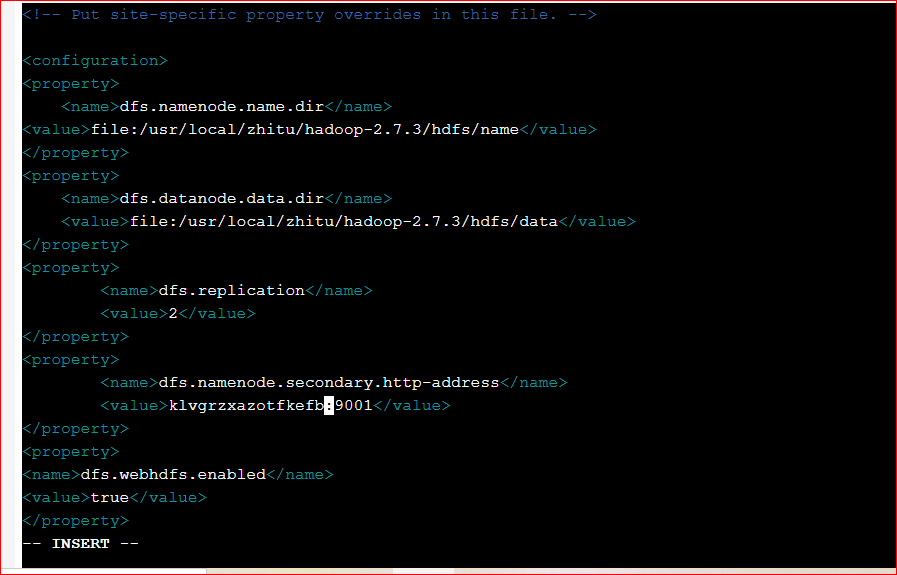 <!-- Put site-specific property overrides in this file. -->
<configuration>
<property>
<name>dfs.namenode.name.dir</name>
<value>file:/usr/local/zhitu/hadoop-2.7.3/hdfs/name</value>
</property>
<property>
<name>dfs.datanode.data.dir</name>
<value>file:/usr/local/zhitu/hadoop-2.7.3/hdfs/data</value>
</property>
<property>
<name>dfs.replication</name>
<value>2</value>
</property>
<property>
<name>dfs.namenode.secondary.http-address</name>
<value>klvgrzxazotfkefb:9001</value>
</property>
<property>
<name>dfs.webhdfs.enabled</name>
<value>true</value>
</property>
-- INSERT --